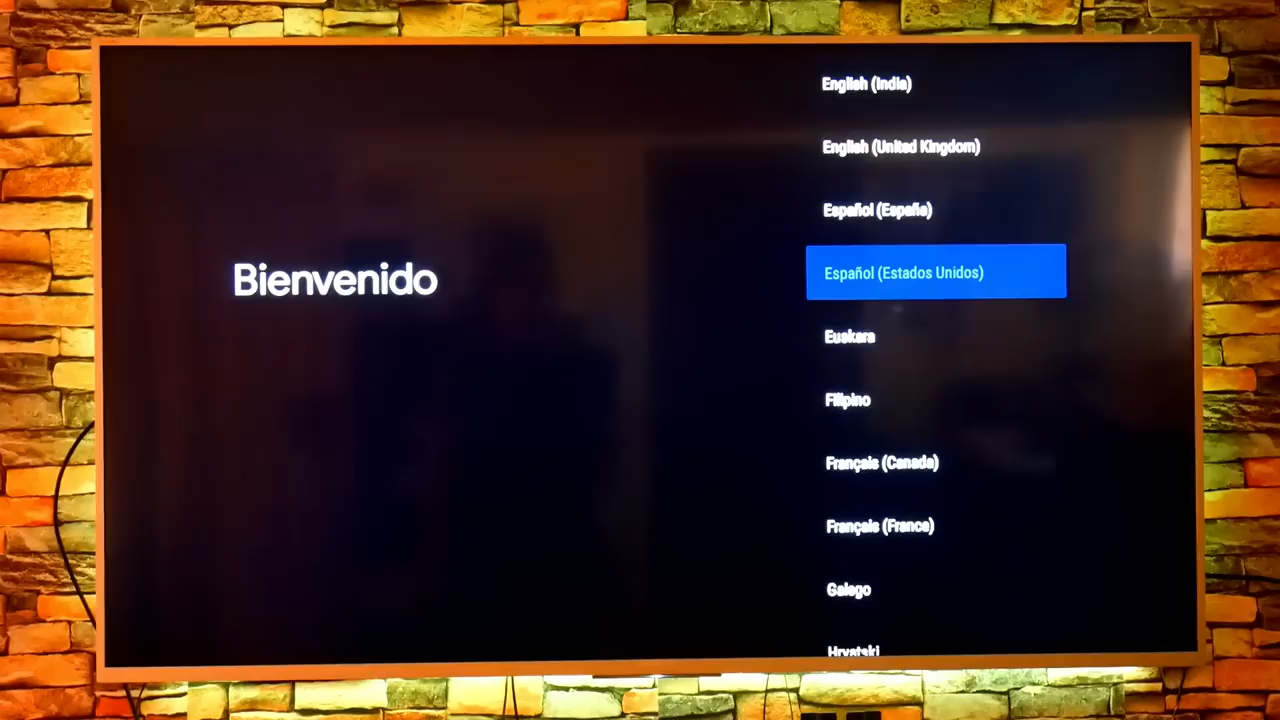 Bienvenido
English (India)
English (United Kingdom)
Español (España)
Español (Estados Unidos)
Euskara
Filipino
Français (Canada)
Français (France)
Galego
Hrvatski